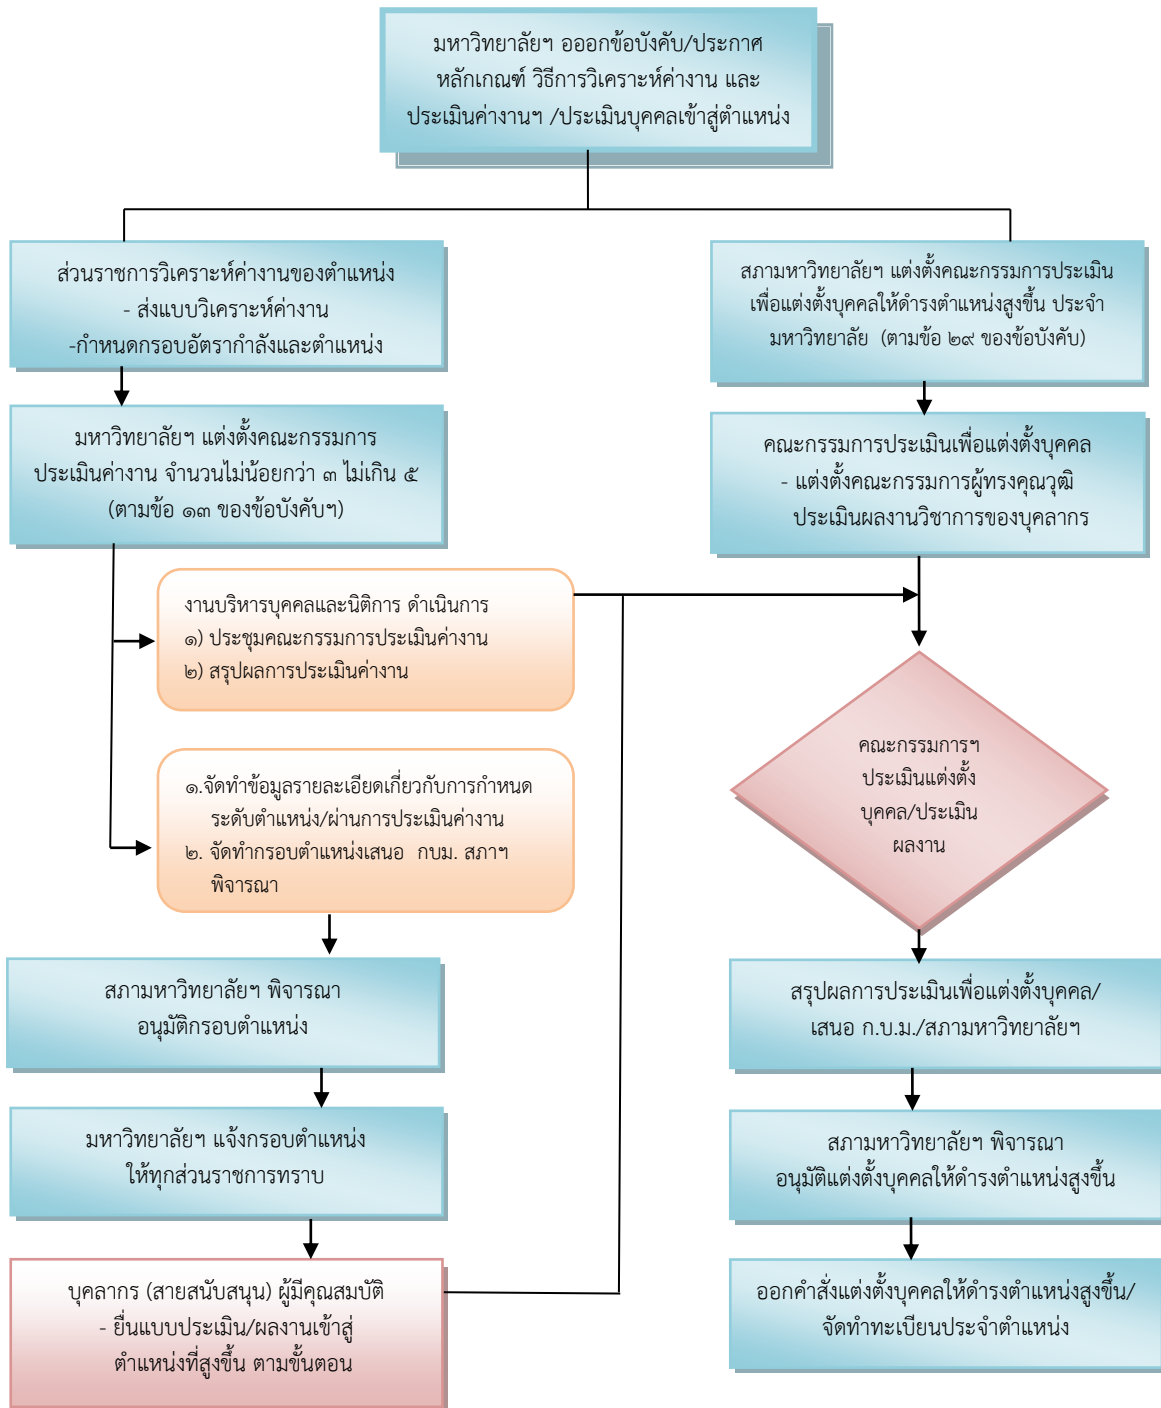 มหาวิทยาลัยฯ อออกข้อบังคับ/ประกาศ
หลักเกณฑ์ วิธีการวิเคราะห์ค่างาน และ
ประเมินค่างานฯ /ประเมินบุคคลเข้าสู่ตำแหน่ง
ส่วนราชการวิเคราะห์ค่างานของตำแหน่ง
- ส่งแบบวิเคราะห์ค่างาน
-กำหนดกรอบอัตรากำลังและตำแหน่ง
มหาวิทยาลัยฯ แต่งตั้งคณะกรรมการ
ประเมินค่างาน จำนวนไม่น้อยกว่า ๓ ไม่เกิน ๕
(ตามข้อ ๑๓ ของข้อบังคับฯ)
งานบริหารบุคคลและนิติการ ดำเนินการ
๑) ประชุมคณะกรรมการประเมินค่างาน
๒) สรุปผลการประเมินค่างาน
๑.จัดทำข้อมูลรายละเอียดเกี่ยวกับการกำหนด
ระดับตำแหน่ง/ผ่านการประเมินค่างาน
๒. จัดทำกรอบตำแหน่งเสนอ กบม. สภาฯ
พิจารณา
สภามหาวิทยาลัยฯ พิจารณา
อนุมัติกรอบตำแหน่ง
มหาวิทยาลัยฯ แจ้งกรอบตำแหน่ง
ให้ทุกส่วนราชการทราบ
บุคลากร (สายสนับสนุน) ผู้มีคุณสมบัติ
- ยื่นแบบประเมิน/ผลงานเข้าสู่
ตำแหน่งที่สูงขึ้น ตามขั้นตอน
สภามหาวิทยาลัยฯ แต่งตั้งคณะกรรมการประเมิน
เพื่อแต่งตั้งบุคคลให้ดำรงตำแหน่งสูงขึ้น ประจำ
มหาวิทยาลัย (ตามข้อ ๒๙ ของข้อบังคับ)
คณะกรรมการประเมินเพื่อแต่งตั้งบุคคล
- แต่งตั้งคณะกรรมการผู้ทรงคุณวุฒิ
ประเมินผลงานวิชาการของบุคลากร
คณะกรรมการฯ
ประเมินแต่งตั้ง
บุคคล/ประเมิน
ผลงาน
สรุปผลการประเมินเพื่อแต่งตั้งบุคคล/
เสนอ ก.บ.ม./สภามหาวิทยาลัยฯ
สภามหาวิทยาลัยฯ พิจารณา
อนุมัติแต่งตั้งบุคคลให้ดำรงตำแหน่งสูงขึ้น
ออกคำสั่งแต่งตั้งบุคคลให้ดำรงตำแหน่งสูงขึ้น/
จัดทำทะเบียนประจำตำแหน่ง